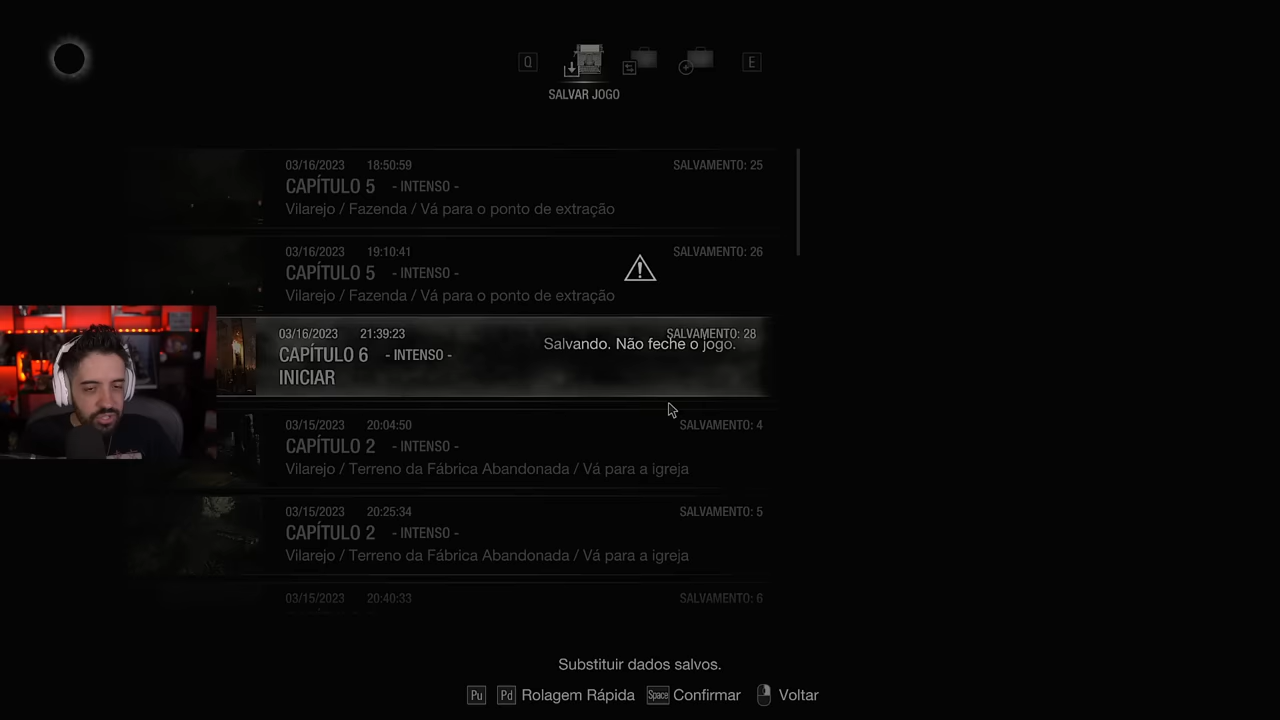 Q
E
SALVAR JOGO
03/16/2023 18:50:59 SALVAMENTO: 25
CAPÍTULO 5 - INTENSO -
Vilarejo / Fazenda / Vá para o ponto de extração
03/16/2023 19:10:41 SALVAMENTO: 26
CAPÍTULO 5 - INTENSO -
Vilarejo / Fazenda / Vá para o ponto de extração
03/16/2023 21:39:23 SALVAMENTO: 28
Salvando. Não feche o jogo.
CAPÍTULO 6 - INTENSO -
INICIAR
03/15/2023 20:04:50 SALVAMENTO: 4
CAPÍTULO 2 - INTENSO -
Vilarejo / Terreno da Fábrica Abandonada / Vá para a igreja
03/15/2023 20:25:34 SALVAMENTO: 5
CAPÍTULO 2 - INTENSO -
Vilarejo / Terreno da Fábrica Abandonada / Vá para a igreja
03/15/2023 20:40:33 SALVAMENTO: 6
Substituir dados salvos.
Pu Pd Rolagem Rápida Space Confirmar Voltar